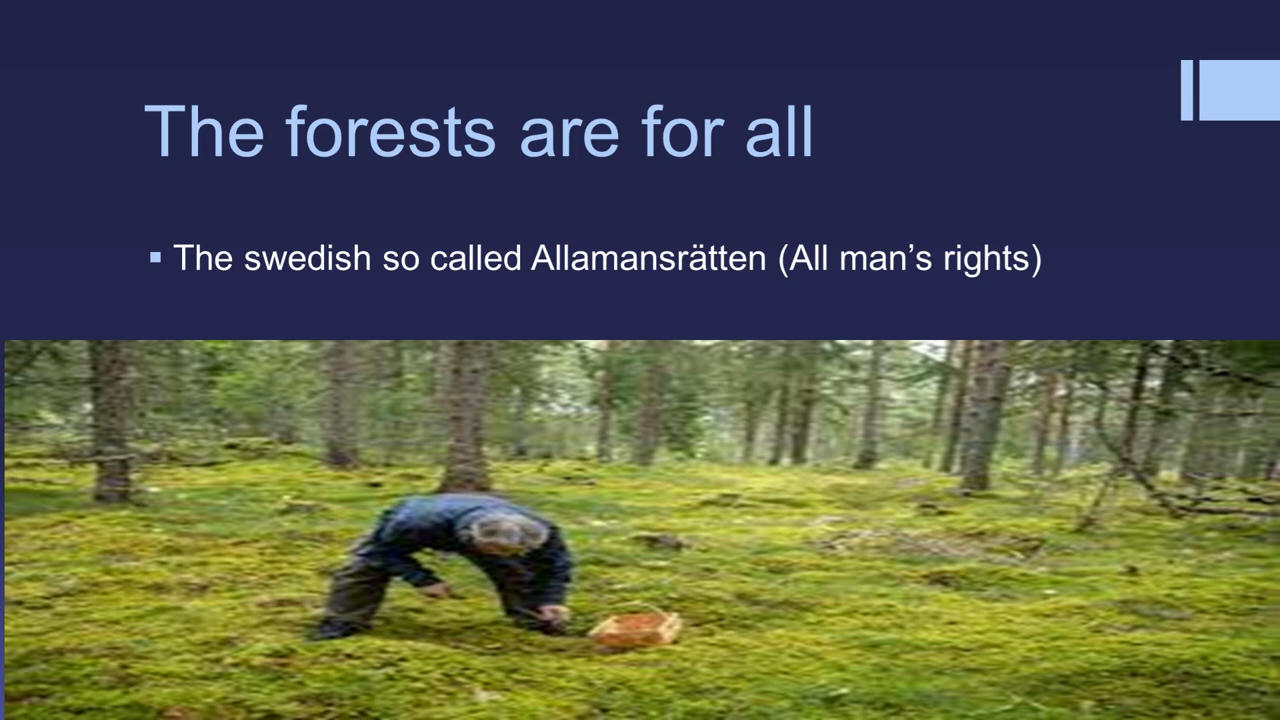 The forests are for all
▪ The swedish so called Allamansrätten (All man’s rights)